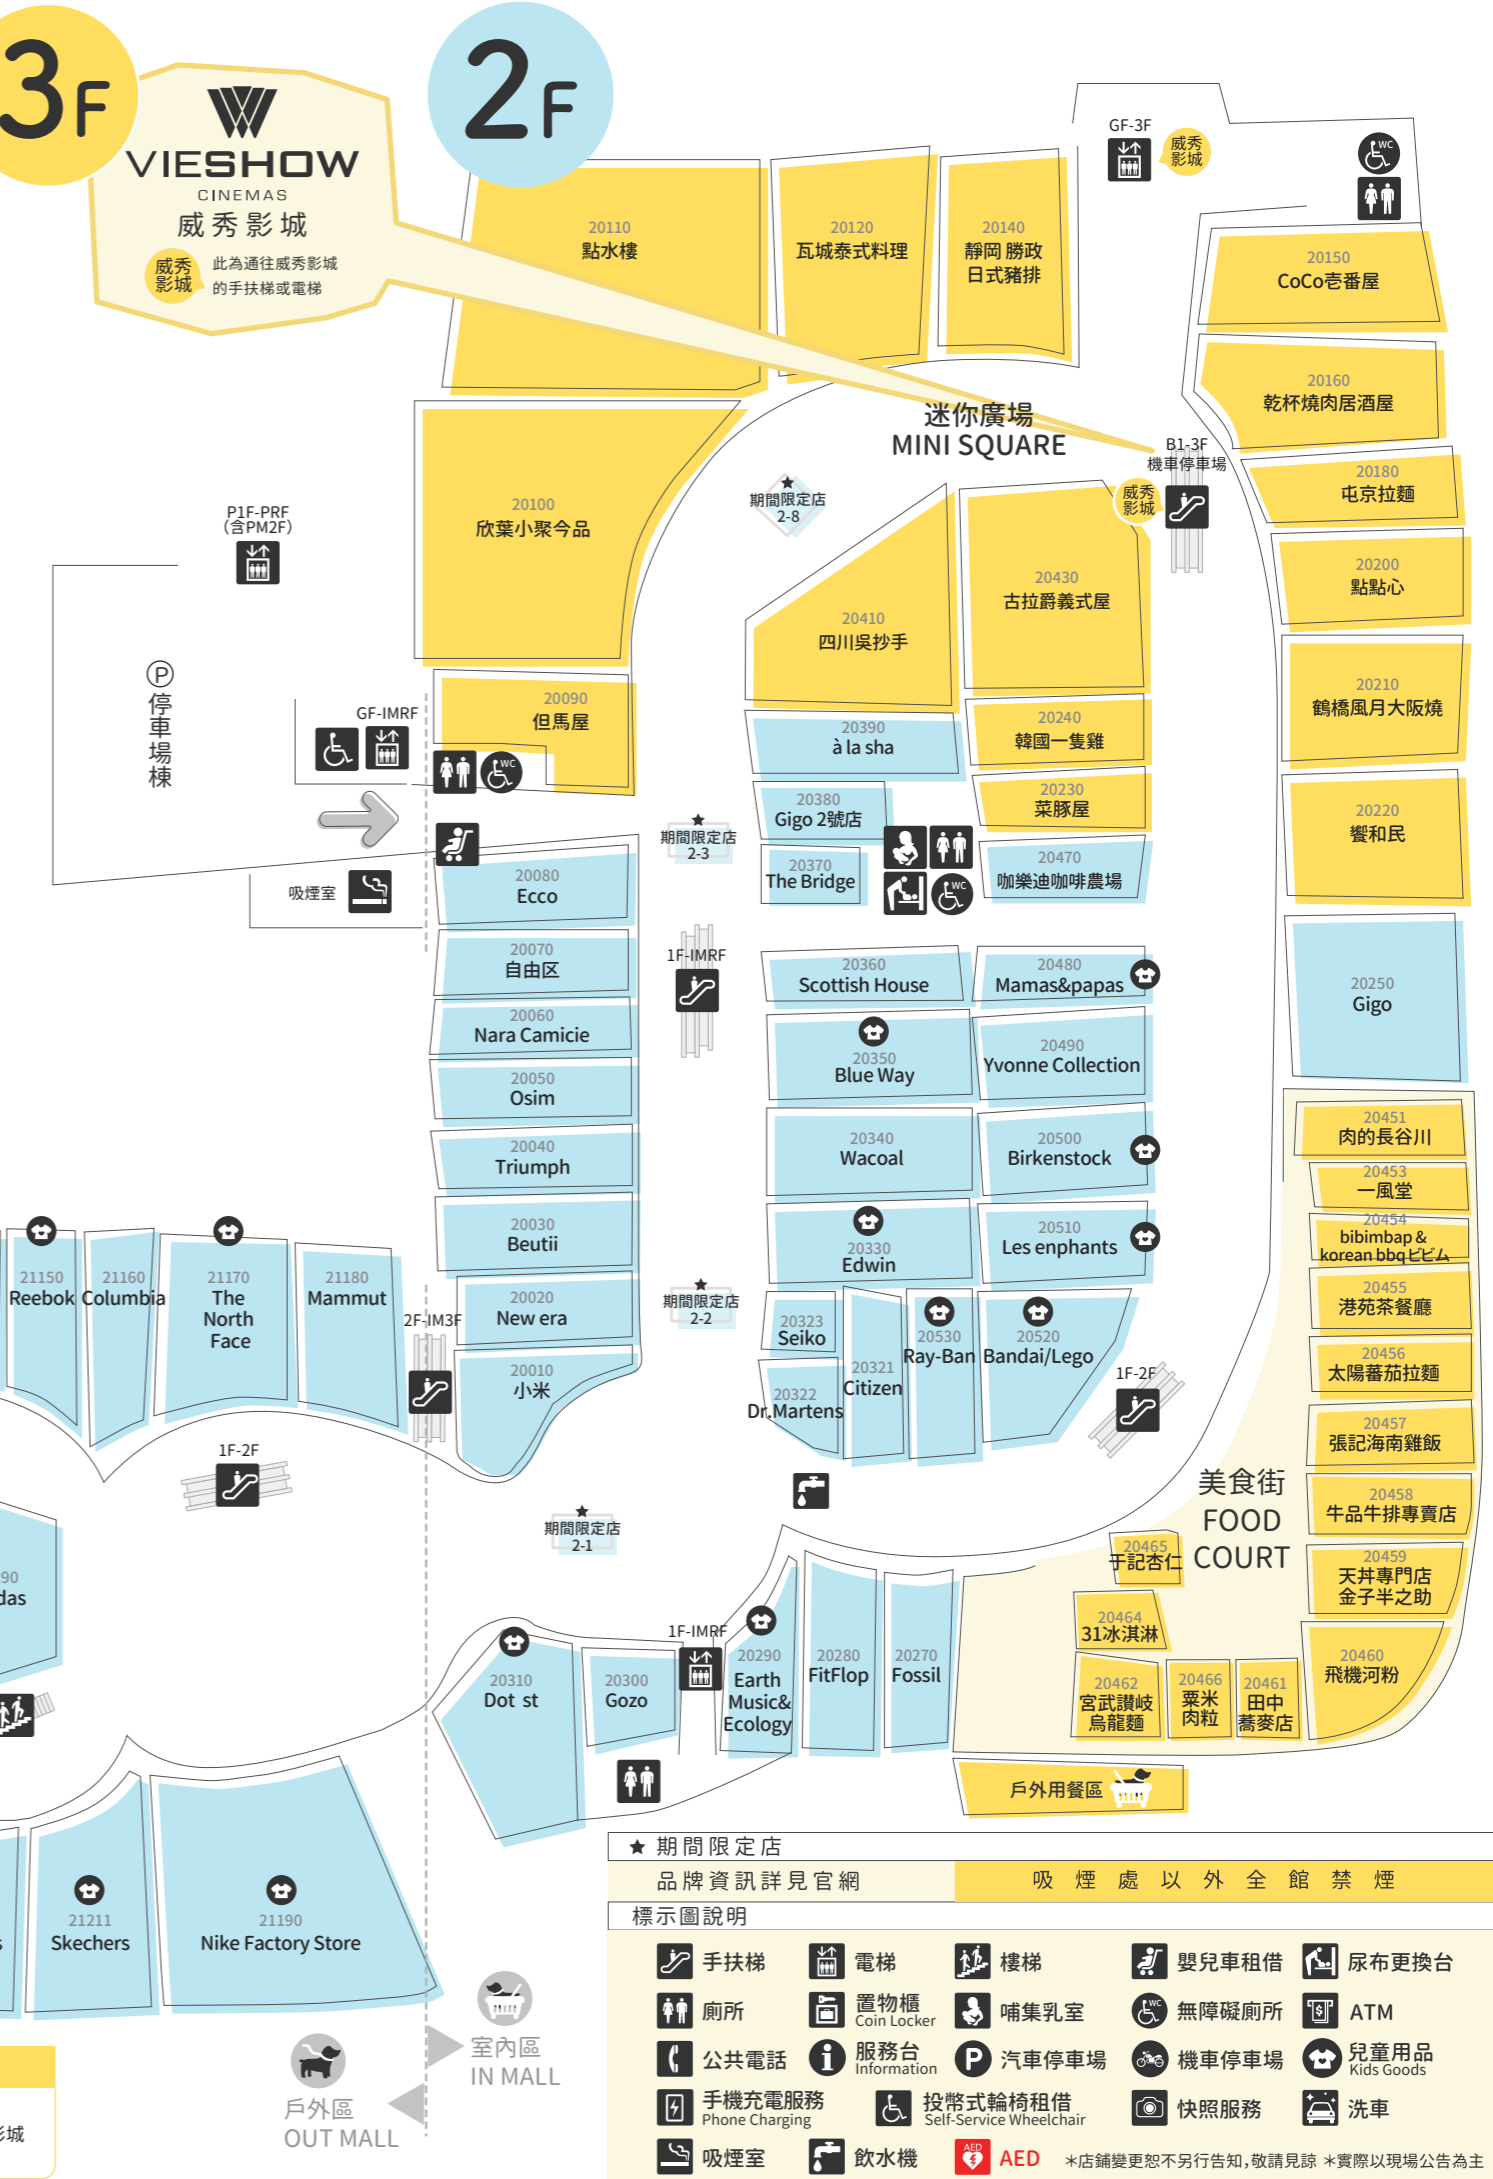 3F
VIESHOW
CINEMAS
威秀影城
威秀
影城
此為通往威秀影城
的手扶梯或電梯
2F
GF-3F
威秀
影城
WC
20110
點水樓
20120
瓦城泰式料理
20140
靜岡 勝政
日式豬排
20150
CoCo壱番屋
20160
乾杯燒肉居酒屋
迷你廣場
MINI SQUARE
B1-3F
機車停車場
威秀
影城
20180
屯京拉麵
20100
欣葉小聚今品
期間限定店
2-8
P1F-PRF
(含PM2F)
20200
點點心
20430
古拉爵義式屋
20410
四川吳抄手
P
停車場棟
20210
鶴橋風月大阪燒
20090
但馬屋
GF-IMRF
WC
20390
à la sha
20240
韓國一隻雞
20230
菜豚屋
20220
饗和民
20380
Gigo 2號店
期間限定店
2-3
20370
The Bridge
WC
20470
咖樂迪咖啡農場
吸煙室
20080
Ecco
20070
自由区
1F-IMRF
20360
Scottish House
20480
Mamas&papas
20250
Gigo
20060
Nara Camicie
20350
Blue Way
20490
Yvonne Collection
20050
Osim
20040
Triumph
20340
Wacoal
20500
Birkenstock
20451
肉的長谷川
20453
一風堂
20454
bibimbap &
korean bbqビビム
20030
Beutii
20330
Edwin
20510
Les enphants
20455
港苑茶餐廳
21150
Reebok
21160
Columbia
21170
The
North
Face
21180
Mammut
2F-IM3F
20020
New era
期間限定店
2-2
20323
Seiko
20321
Citizen
20530
Ray-Ban
20520
Bandai/Lego
20456
太陽蕃茄拉麵
20010
小米
20322
Dr.Martens
1F-2F
20457
張記海南雞飯
1F-2F
美食街
FOOD
COURT
20458
牛品牛排專賣店
期間限定店
2-1
20465
于記杏仁
20459
天丼專門店
金子半之助
90
das
20464
31冰淇淋
20460
飛機河粉
1F-IMRF
20310
Dot st
20300
Gozo
20290
Earth
Music&
Ecology
20280
FitFlop
20270
Fossil
20462
宮武讃岐
烏龍麵
20466
粟米
肉粒
20461
田中
蕎麥店
戶外用餐區
s
21211
Skechers
21190
Nike Factory Store
室內區
IN MALL
戶外區
OUT MALL
影城
★ 期間限定店
品牌資訊詳見官網
吸煙處以外全館禁煙
標示圖說明
手扶梯
電梯
樓梯
嬰兒車租借
尿布更換台
廁所
置物櫃
Coin Locker
哺集乳室
WC
無障礙廁所
$
ATM
公共電話
i
服務台
Information
P
汽車停車場
機車停車場
兒童用品
Kids Goods
手機充電服務
Phone Charging
投幣式輪椅租借
Self-Service Wheelchair
快照服務
洗車
吸煙室
飲水機
AED
AED
＊店鋪變更恕不另行告知,敬請見諒 ＊實際以現場公告為主